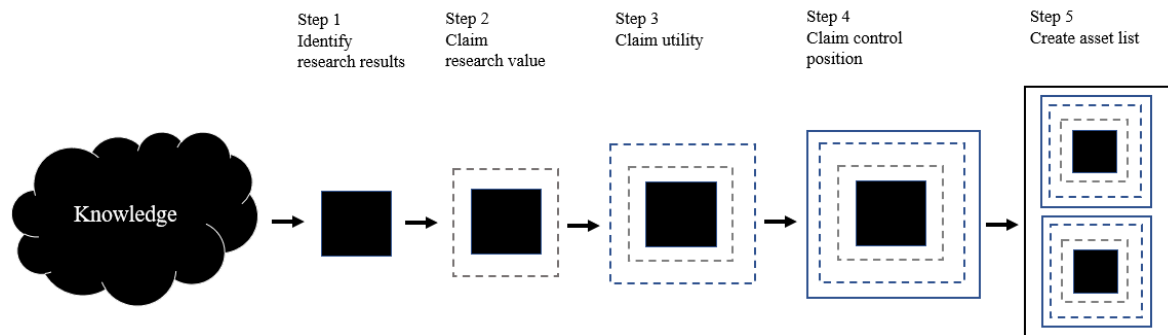 Step 1
Identify
research results
Step 2
Claim
research value
Step 3
Claim utility
Step 4
Claim control
position
Step 5
Create asset list
Knowledge